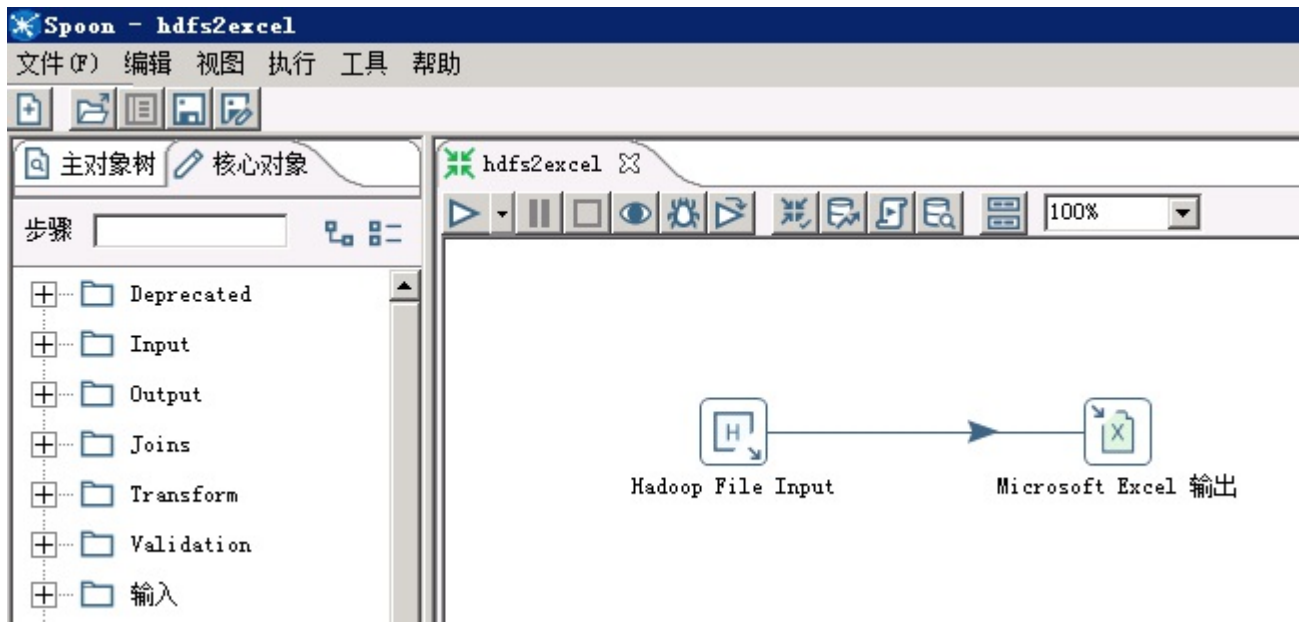 Spoon - hdfs2excel
文件(F) 编辑 视图 执行 工具 帮助
主对象树 核心对象
步骤
Deprecated
Input
Output
Joins
Transform
Validation
输入
hdfs2excel
100%
H
X
Hadoop File Input
Microsoft Excel 输出